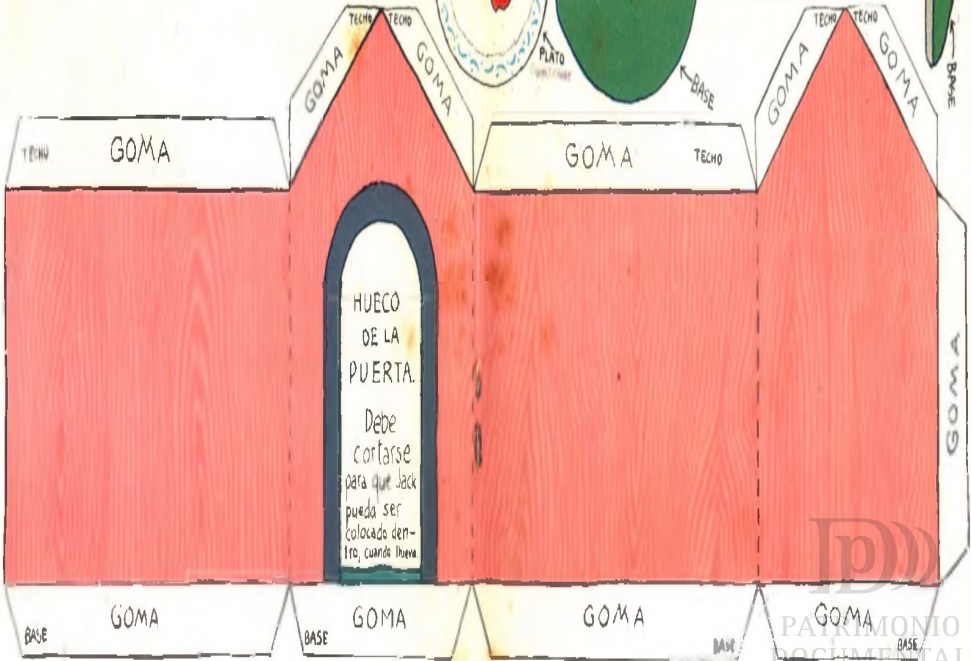 TECHO
TECHO
GOMA
GOMA
PLATO
BASE
TECHO
TECHO
GOMA
GOMA
BASE
TECHO
GOMA
GOMA
TECHO
HUECO
DE LA
PUERTA.
Debe
cortarse
para que Jack
pueda ser
colocado den-
tro, cuando llueva.
GOMA
BASE
GOMA
BASE
GOMA
GOMA
BASE
GOMA
BASE
PATRIMONIO
DOCUMENTAL